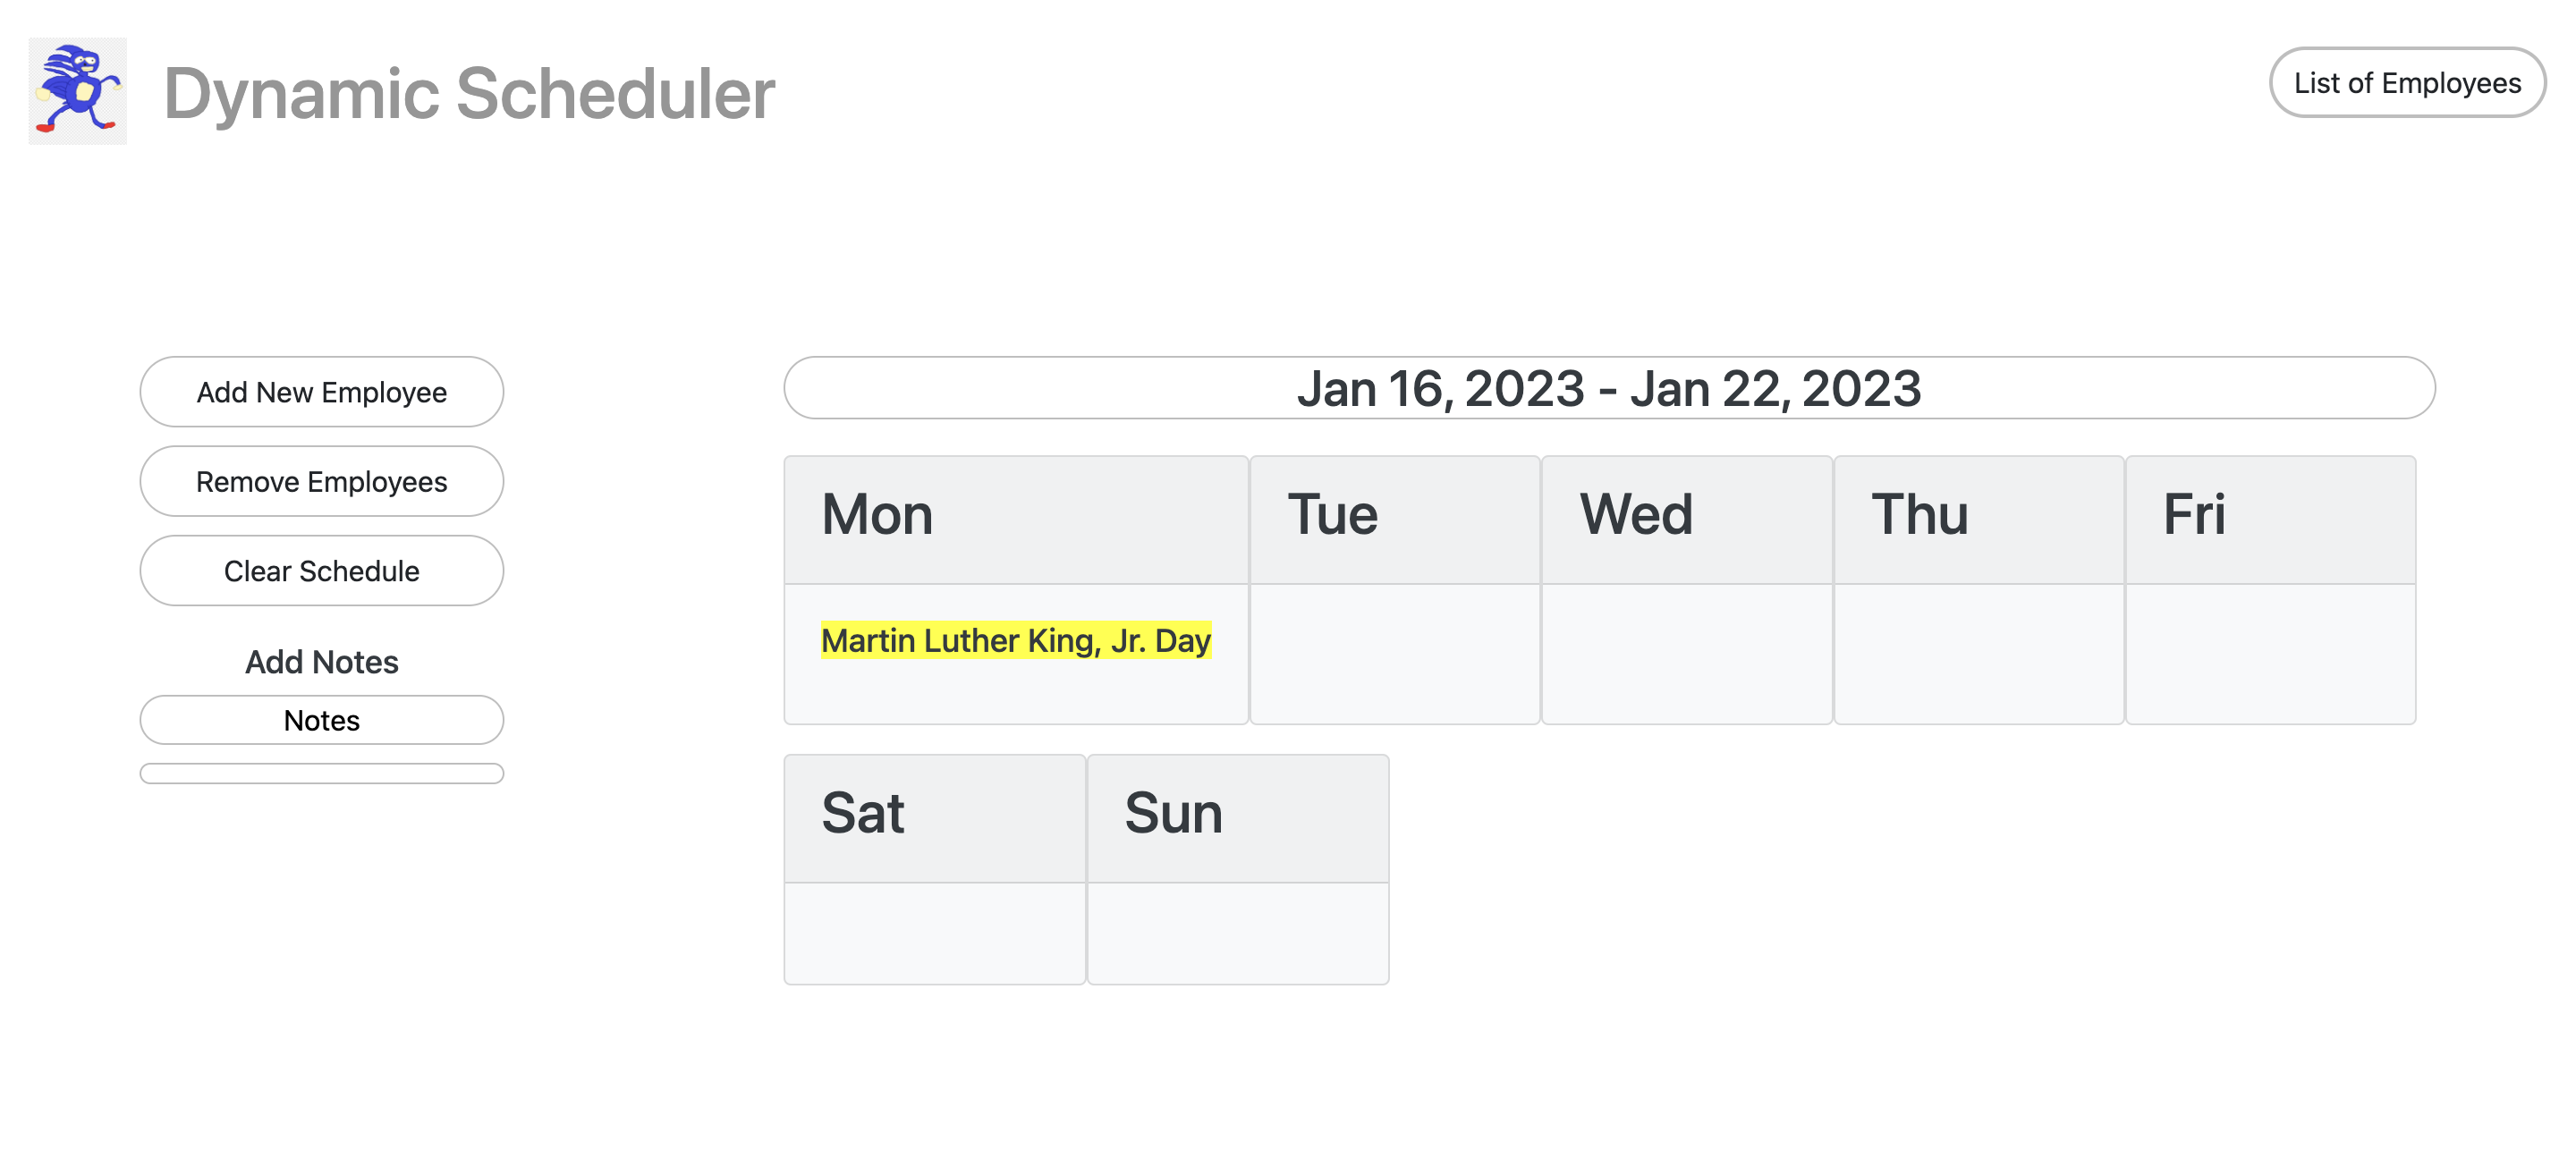 Dynamic Scheduler
List of Employees
Add New Employee
Remove Employees
Clear Schedule
Add Notes
Notes
Jan 16, 2023 - Jan 22, 2023
Mon
Tue
Wed
Thu
Fri
Martin Luther King, Jr. Day
Sat
Sun